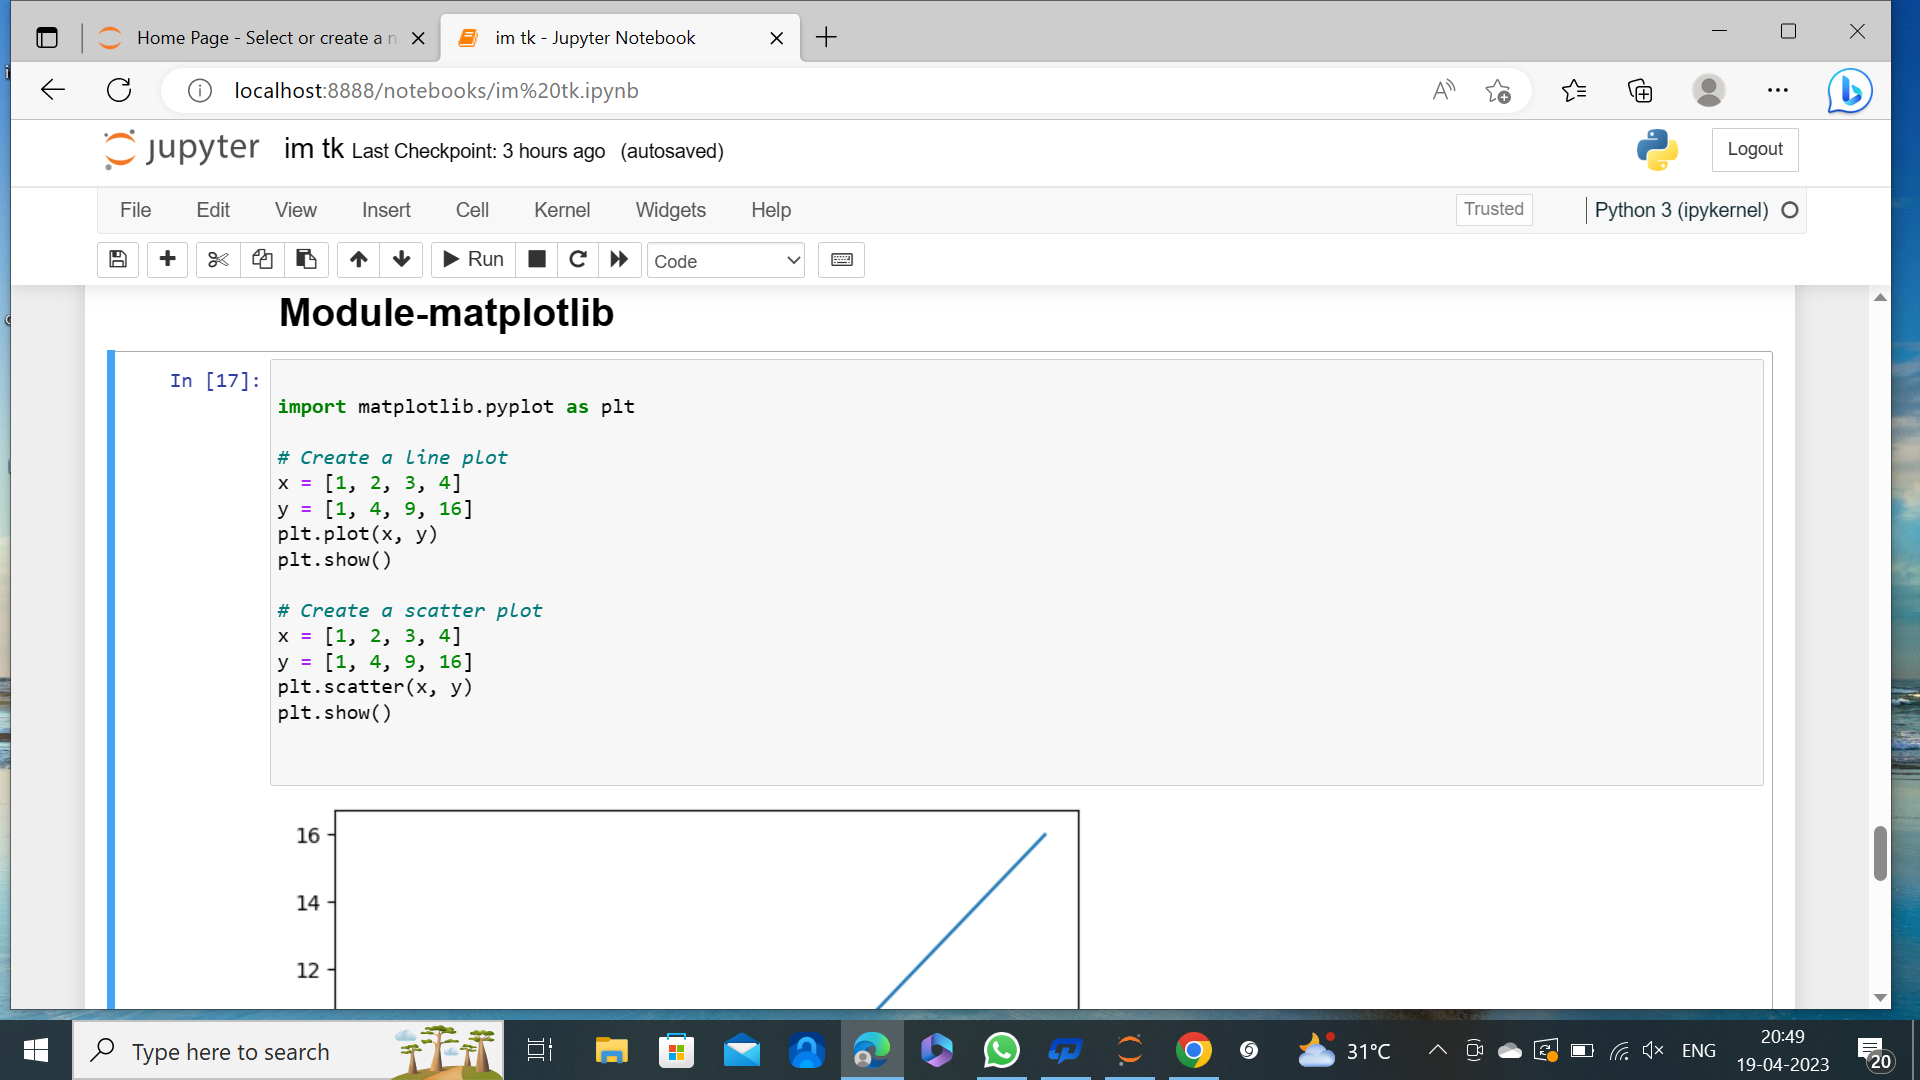 Home Page - Select or create a n
im tk - Jupyter Notebook
localhost:8888/notebooks/im%20tk.ipynb
jupyter im tk Last Checkpoint: 3 hours ago (autosaved)
Logout
File Edit View Insert Cell Kernel Widgets Help
Trusted
Python 3 (ipykernel)
Run
Code
Module-matplotlib
In [17]:
import matplotlib.pyplot as plt
# Create a line plot
x = [1, 2, 3, 4]
y = [1, 4, 9, 16]
plt.plot(x, y)
plt.show()
# Create a scatter plot
x = [1, 2, 3, 4]
y = [1, 4, 9, 16]
plt.scatter(x, y)
plt.show()
16
14
12
Type here to search
31°C
ENG
20:49
19-04-2023
20